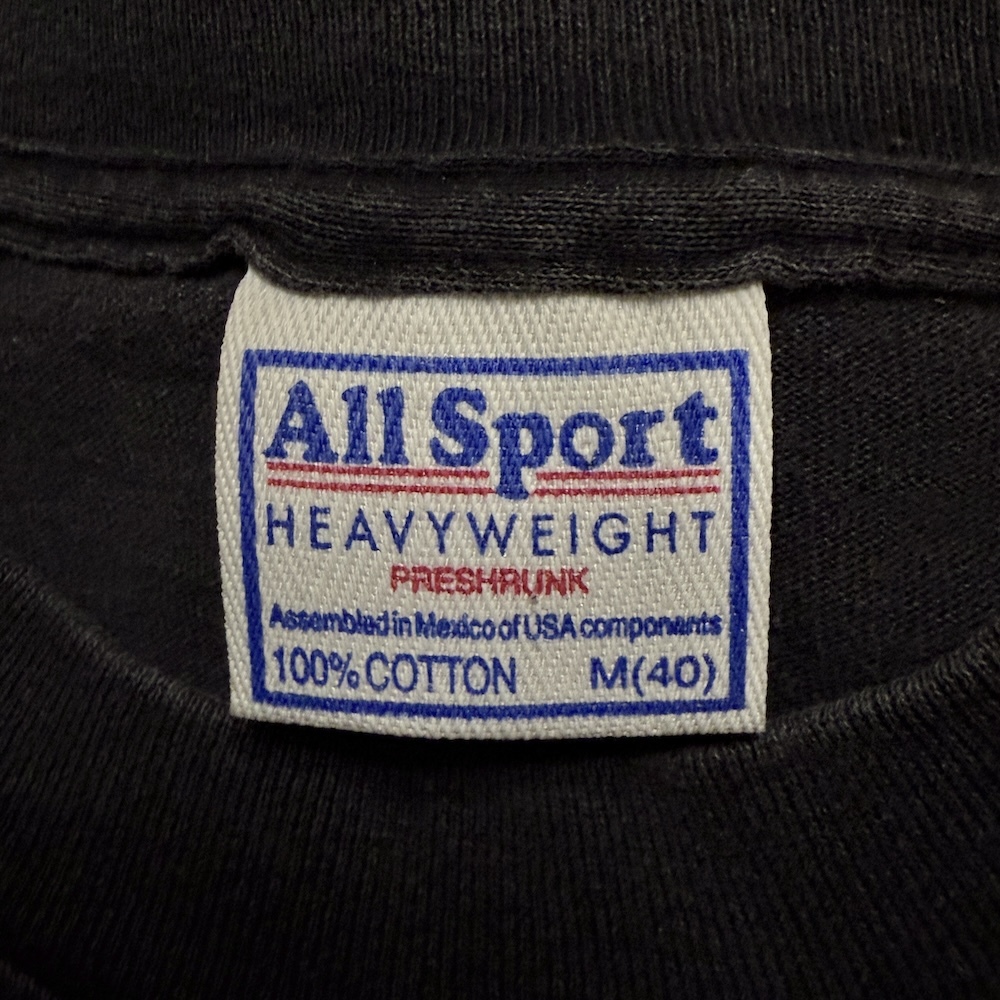 All Sport
HEAVYWEIGHT
PRESHRUNK
Assembled in Mexico of USA components
100% COTTON M(40)